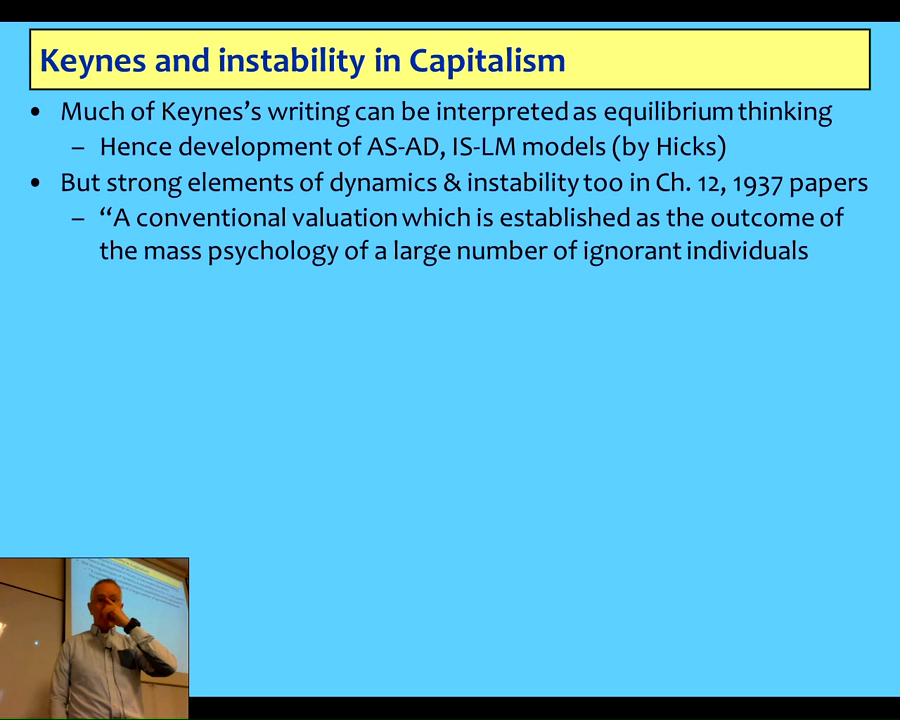 Keynes and instability in Capitalism
• Much of Keynes's writing can be interpreted as equilibrium thinking
– Hence development of AS-AD, IS-LM models (by Hicks)
• But strong elements of dynamics & instability too in Ch. 12, 1937 papers
– “A conventional valuation which is established as the outcome of
the mass psychology of a large number of ignorant individuals